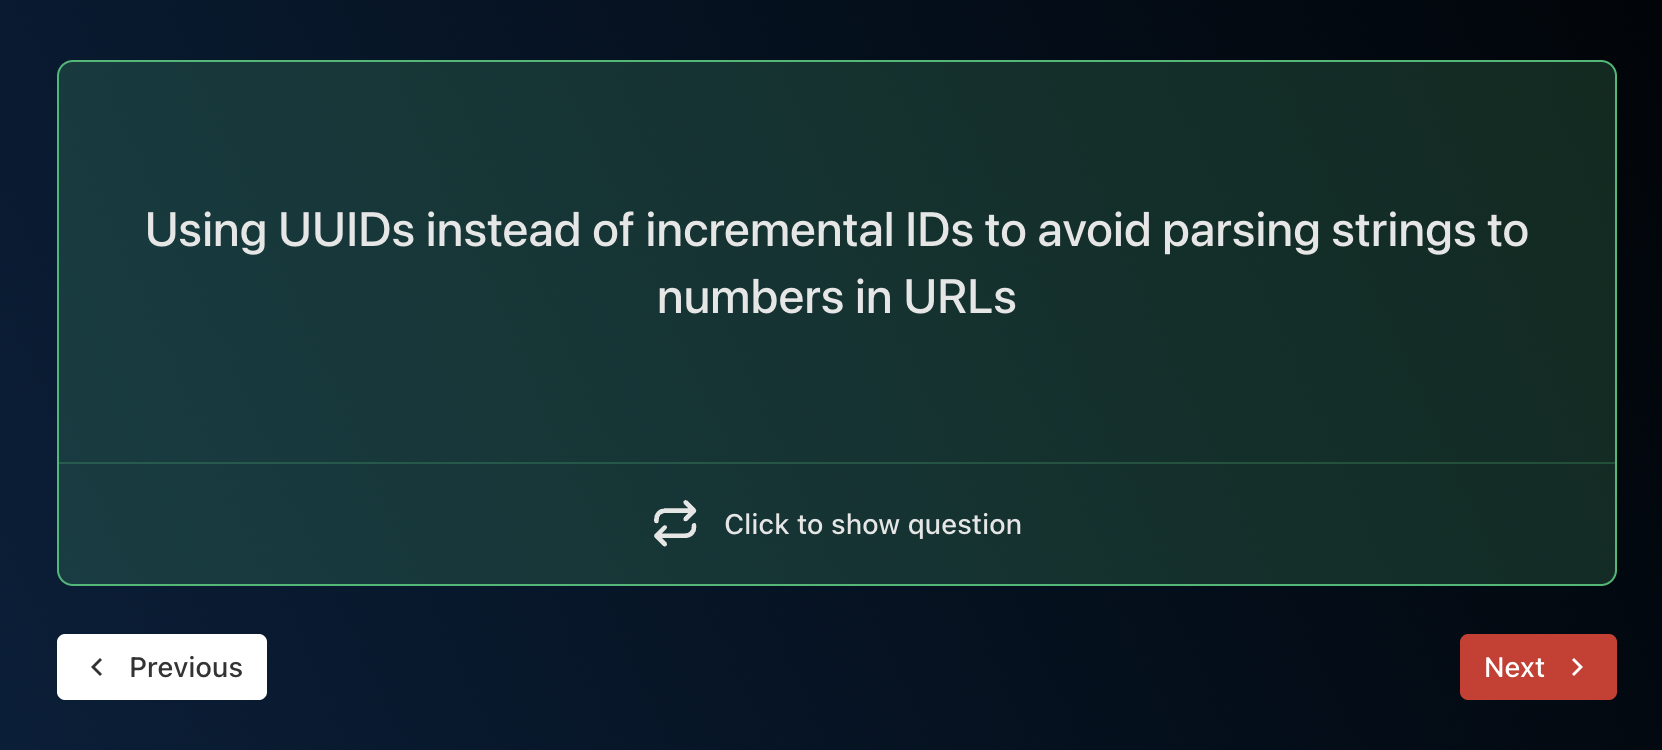 Using UUIDs instead of incremental IDs to avoid parsing strings to
numbers in URLs
Click to show question
Previous
Next